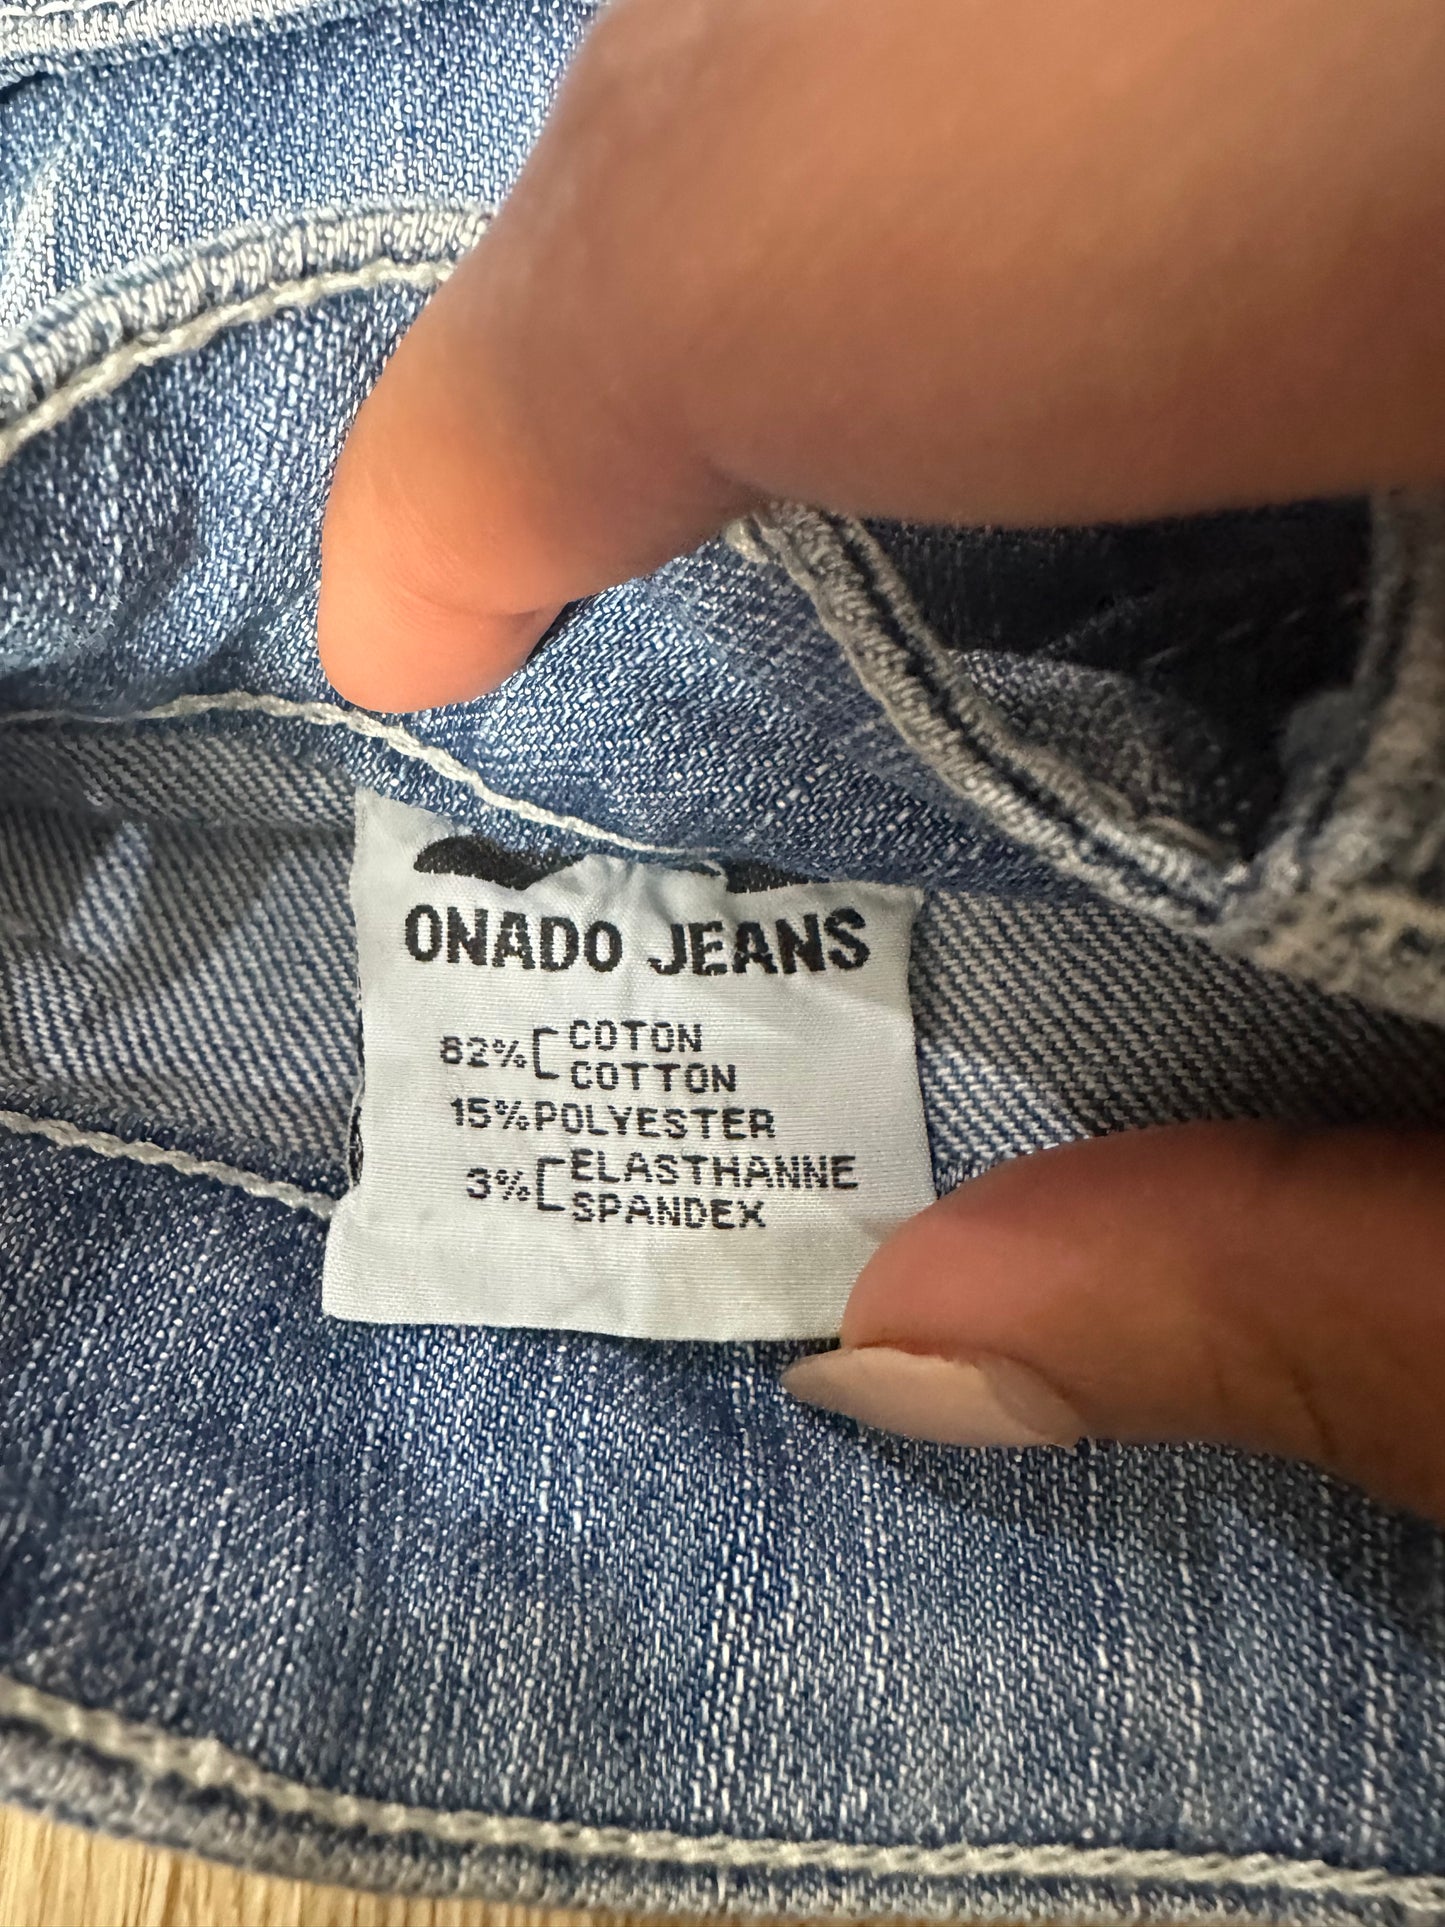 ONADO JEANS
82% COTON
COTTON
15% POLYESTER
3% ELASTHANNE
SPANDEX